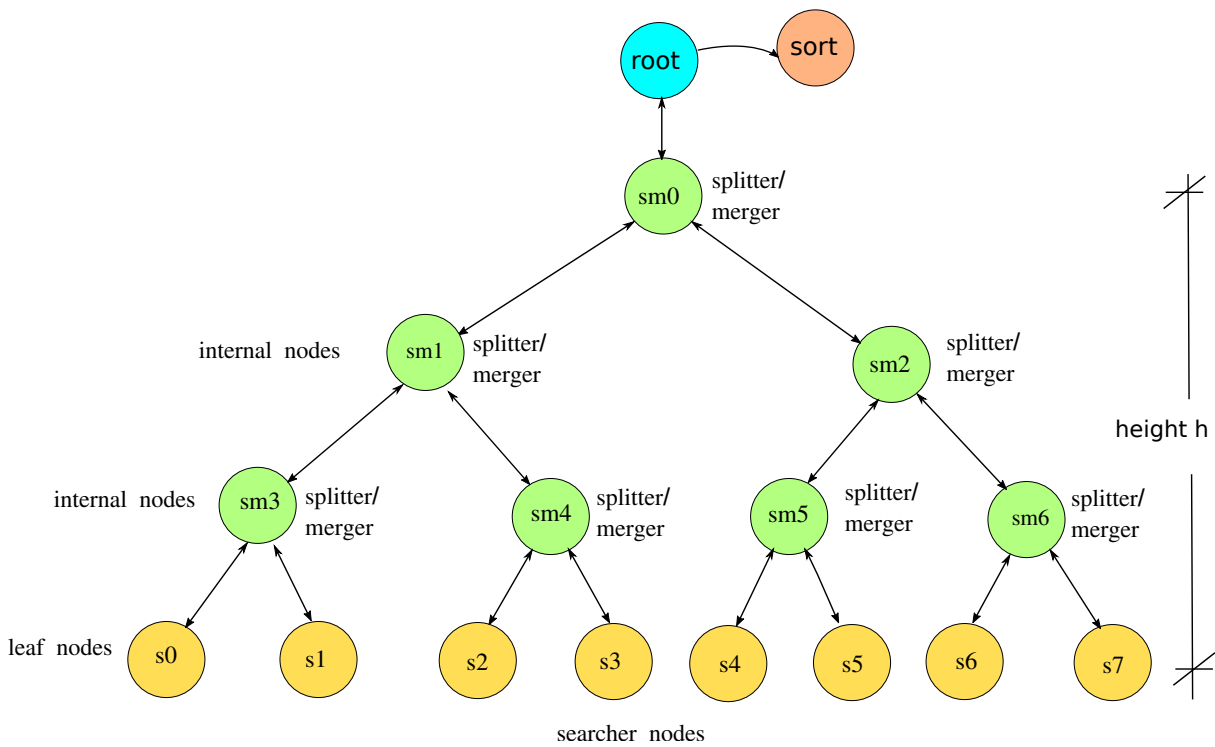 root
sort
sm0
splitter/
merger
internal nodes
sm1
splitter/
merger
sm2
splitter/
merger
height h
internal nodes
sm3
splitter/
merger
sm4
splitter/
merger
sm5
splitter/
merger
sm6
splitter/
merger
leaf nodes
s0
s1
s2
s3
s4
s5
s6
s7
searcher nodes